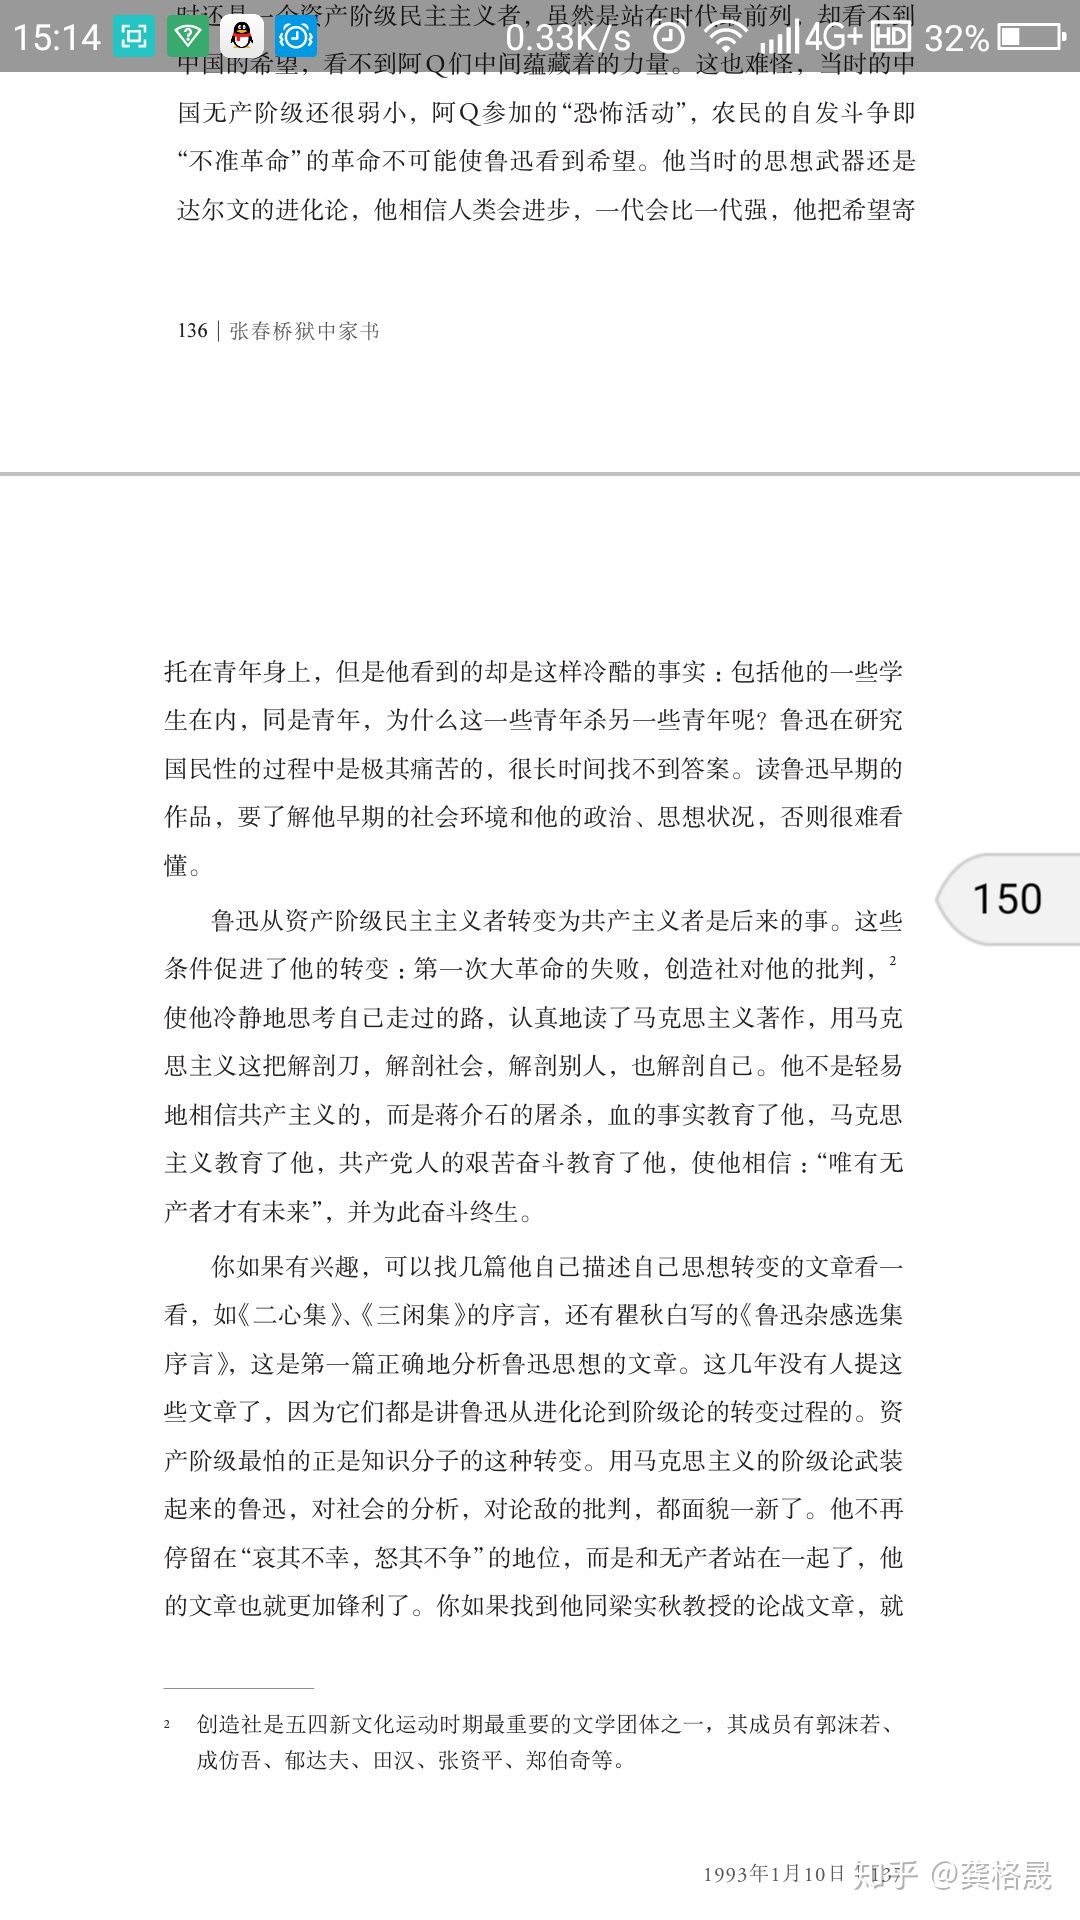 时还是一个资产阶级民主主义者，虽然是站在时代最前列，却看不到
15:14 0.33K/s 4G+ HD 32%
中国的希望，看不到阿Q们中间蕴藏着的力量。这也难怪，当时的中
国无产阶级还很弱小，阿Q参加的“恐怖活动”，农民的自发斗争即
“不准革命”的革命不可能使鲁迅看到希望。他当时的思想武器还是
达尔文的进化论，他相信人类会进步，一代会比一代强，他把希望寄
136 | 张春桥狱中家书
托在青年身上，但是他看到的却是这样冷酷的事实：包括他的一些学
生在内，同是青年，为什么这一些青年杀另一些青年呢？鲁迅在研究
国民性的过程中是极其痛苦的，很长时间找不到答案。读鲁迅早期的
作品，要了解他早期的社会环境和他的政治、思想状况，否则很难看
懂。
150
鲁迅从资产阶级民主主义者转变为共产主义者是后来的事。这些
条件促进了他的转变：第一次大革命的失败，创造社对他的批判，2
使他冷静地思考自己走过的路，认真地读了马克思主义著作，用马克
思主义这把解剖刀，解剖社会，解剖别人，也解剖自己。他不是轻易
地相信共产主义的，而是蒋介石的屠杀，血的事实教育了他，马克思
主义教育了他，共产党人的艰苦奋斗教育了他，使他相信：“唯有无
产者才有未来”，并为此奋斗终生。
你如果有兴趣，可以找几篇他自己描述自己思想转变的文章看一
看，如《二心集》、《三闲集》的序言，还有瞿秋白写的《鲁迅杂感选集
序言》，这是第一篇正确地分析鲁迅思想的文章。这几年没有人提这
些文章了，因为它们都是讲鲁迅从进化论到阶级论的转变过程的。资
产阶级最怕的正是知识分子的这种转变。用马克思主义的阶级论武装
起来的鲁迅，对社会的分析，对论敌的批判，都面貌一新了。他不再
停留在“哀其不幸，怒其不争”的地位，而是和无产者站在一起了，他
的文章也就更加锋利了。你如果找到他同梁实秋教授的论战文章，就
2 创造社是五四新文化运动时期最重要的文学团体之一，其成员有郭沫若、
成仿吾、郁达夫、田汉、张资平、郑伯奇等。
1993年1月10日 | 137
知乎 @龚格晟